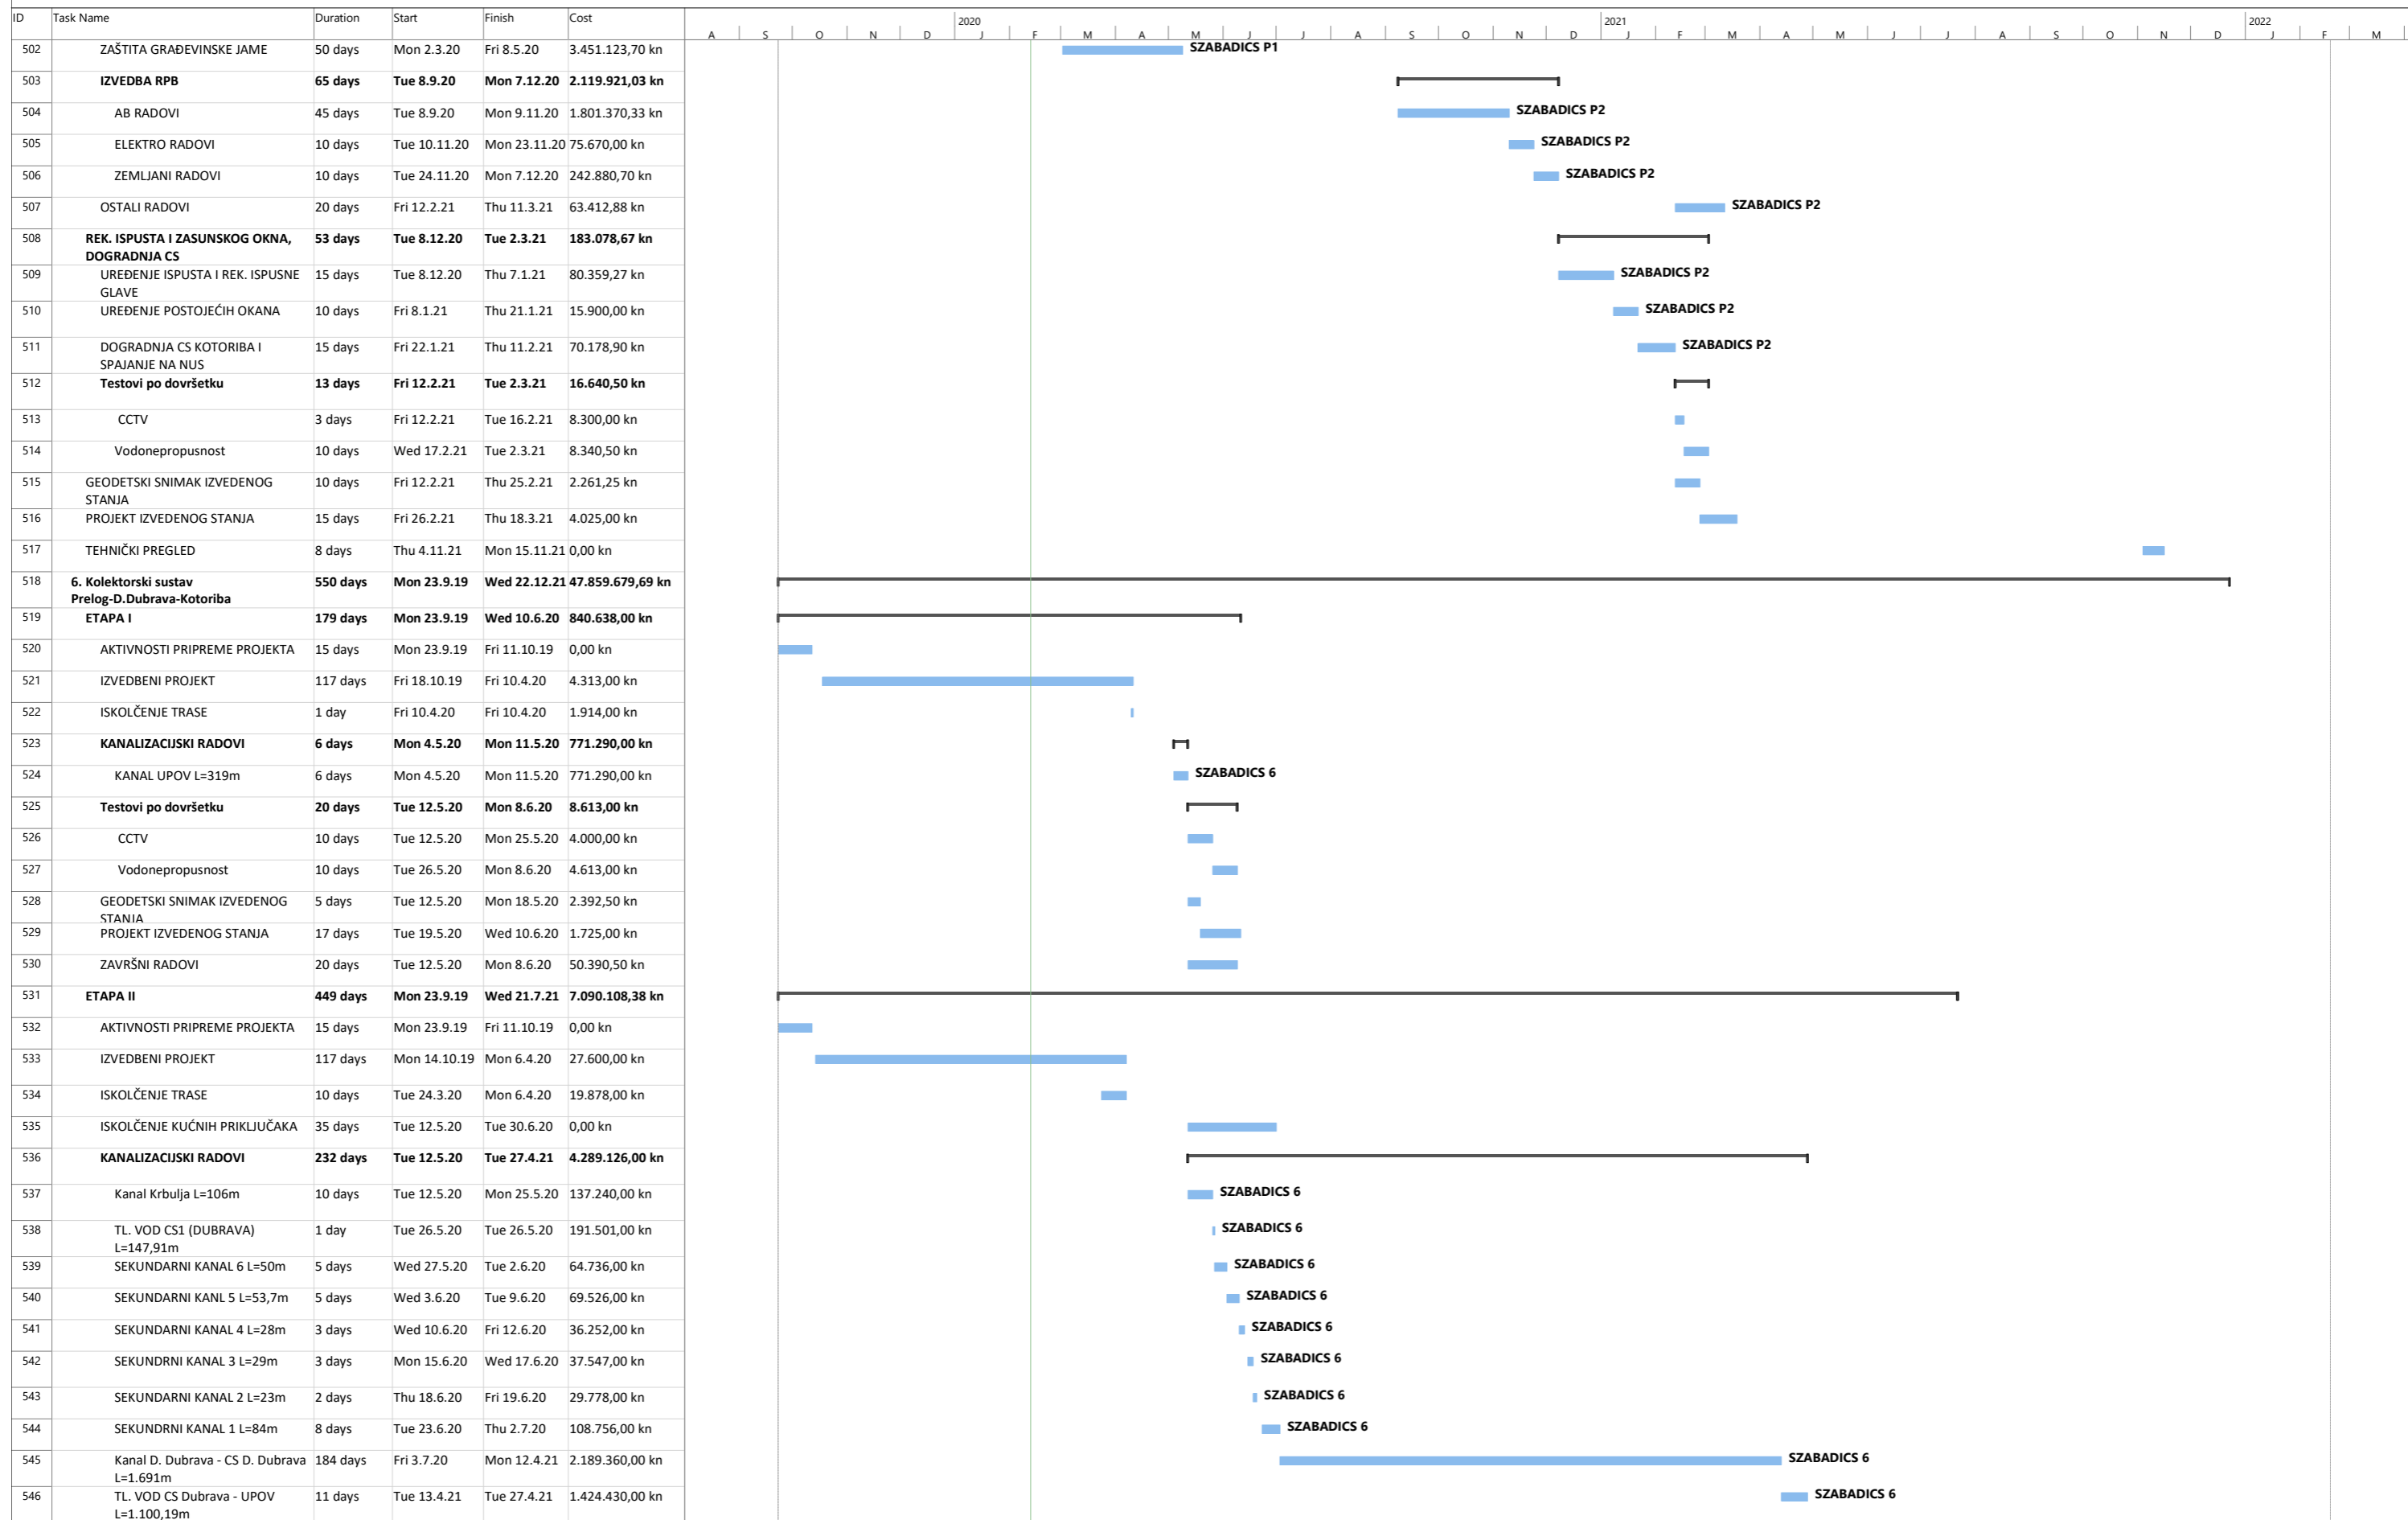 ID Task Name Duration Start Finish Cost 2020 2021 2022
A S O N D J F M A M J J A S O N D J F M A M J J A S O N D J F M
502 ZAŠTITA GRAĐEVINSKE JAME 50 days Mon 2.3.20 Fri 8.5.20 3.451.123,70 kn SZABADICS P1
503 IZVEDBA RPB 65 days Tue 8.9.20 Mon 7.12.20 2.119.921,03 kn
504 AB RADOVI 45 days Tue 8.9.20 Mon 9.11.20 1.801.370,33 kn SZABADICS P2
505 ELEKTRO RADOVI 10 days Tue 10.11.20 Mon 23.11.20 75.670,00 kn SZABADICS P2
506 ZEMLJANI RADOVI 10 days Tue 24.11.20 Mon 7.12.20 242.880,70 kn SZABADICS P2
507 OSTALI RADOVI 20 days Fri 12.2.21 Thu 11.3.21 63.412,88 kn SZABADICS P2
508 REK. ISPUSTA I ZASUNSKOG OKNA, 53 days Tue 8.12.20 Tue 2.3.21 183.078,67 kn
DOGRADNJA CS
509 UREĐENJE ISPUSTA I REK. ISPUSNE 15 days Tue 8.12.20 Thu 7.1.21 80.359,27 kn SZABADICS P2
GLAVE
510 UREĐENJE POSTOJEĆIH OKANA 10 days Fri 8.1.21 Thu 21.1.21 15.900,00 kn SZABADICS P2
511 DOGRADNJA CS KOTORIBA I 15 days Fri 22.1.21 Thu 11.2.21 70.178,90 kn SZABADICS P2
SPAJANJE NA NUS
512 Testovi po dovršetku 13 days Fri 12.2.21 Tue 2.3.21 16.640,50 kn
513 CCTV 3 days Fri 12.2.21 Tue 16.2.21 8.300,00 kn
514 Vodonepropusnost 10 days Wed 17.2.21 Tue 2.3.21 8.340,50 kn
515 GEODETSKI SNIMAK IZVEDENOG 10 days Fri 12.2.21 Thu 25.2.21 2.261,25 kn
STANJA
516 PROJEKT IZVEDENOG STANJA 15 days Fri 26.2.21 Thu 18.3.21 4.025,00 kn
517 TEHNIČKI PREGLED 8 days Thu 4.11.21 Mon 15.11.21 0,00 kn
518 6. Kolektorski sustav 550 days Mon 23.9.19 Wed 22.12.21 47.859.679,69 kn
Prelog-D.Dubrava-Kotoriba
519 ETAPA I 179 days Mon 23.9.19 Wed 10.6.20 840.638,00 kn
520 AKTIVNOSTI PRIPREME PROJEKTA 15 days Mon 23.9.19 Fri 11.10.19 0,00 kn
521 IZVEDBENI PROJEKT 117 days Fri 18.10.19 Fri 10.4.20 4.313,00 kn
522 ISKOLČENJE TRASE 1 day Fri 10.4.20 Fri 10.4.20 1.914,00 kn
523 KANALIZACIJSKI RADOVI 6 days Mon 4.5.20 Mon 11.5.20 771.290,00 kn
524 KANAL UPOV L=319m 6 days Mon 4.5.20 Mon 11.5.20 771.290,00 kn SZABADICS 6
525 Testovi po dovršetku 20 days Tue 12.5.20 Mon 8.6.20 8.613,00 kn
526 CCTV 10 days Tue 12.5.20 Mon 25.5.20 4.000,00 kn
527 Vodonepropusnost 10 days Tue 26.5.20 Mon 8.6.20 4.613,00 kn
528 GEODETSKI SNIMAK IZVEDENOG 5 days Tue 12.5.20 Mon 18.5.20 2.392,50 kn
STANJA
529 PROJEKT IZVEDENOG STANJA 17 days Tue 19.5.20 Wed 10.6.20 1.725,00 kn
530 ZAVRŠNI RADOVI 20 days Tue 12.5.20 Mon 8.6.20 50.390,50 kn
531 ETAPA II 449 days Mon 23.9.19 Wed 21.7.21 7.090.108,38 kn
532 AKTIVNOSTI PRIPREME PROJEKTA 15 days Mon 23.9.19 Fri 11.10.19 0,00 kn
533 IZVEDBENI PROJEKT 117 days Mon 14.10.19 Mon 6.4.20 27.600,00 kn
534 ISKOLČENJE TRASE 10 days Tue 24.3.20 Mon 6.4.20 19.878,00 kn
535 ISKOLČENJE KUĆNIH PRIKLJUČAKA 35 days Tue 12.5.20 Tue 30.6.20 0,00 kn
536 KANALIZACIJSKI RADOVI 232 days Tue 12.5.20 Tue 27.4.21 4.289.126,00 kn
537 Kanal Krbulja L=106m 10 days Tue 12.5.20 Mon 25.5.20 137.240,00 kn SZABADICS 6
538 TL. VOD CS1 (DUBRAVA) 1 day Tue 26.5.20 Tue 26.5.20 191.501,00 kn SZABADICS 6
L=147,91m
539 SEKUNDARNI KANAL 6 L=50m 5 days Wed 27.5.20 Tue 2.6.20 64.736,00 kn SZABADICS 6
540 SEKUNDARNI KANL 5 L=53,7m 5 days Wed 3.6.20 Tue 9.6.20 69.526,00 kn SZABADICS 6
541 SEKUNDARNI KANAL 4 L=28m 3 days Wed 10.6.20 Fri 12.6.20 36.252,00 kn SZABADICS 6
542 SEKUNDRNI KANAL 3 L=29m 3 days Mon 15.6.20 Wed 17.6.20 37.547,00 kn SZABADICS 6
543 SEKUNDARNI KANAL 2 L=23m 2 days Thu 18.6.20 Fri 19.6.20 29.778,00 kn SZABADICS 6
544 SEKUNDRNI KANAL 1 L=84m 8 days Tue 23.6.20 Thu 2.7.20 108.756,00 kn SZABADICS 6
545 Kanal D. Dubrava - CS D. Dubrava 184 days Fri 3.7.20 Mon 12.4.21 2.189.360,00 kn SZABADICS 6
L=1.691m
546 TL. VOD CS Dubrava - UPOV 11 days Tue 13.4.21 Tue 27.4.21 1.424.430,00 kn SZABADICS 6
L=1.100,19m